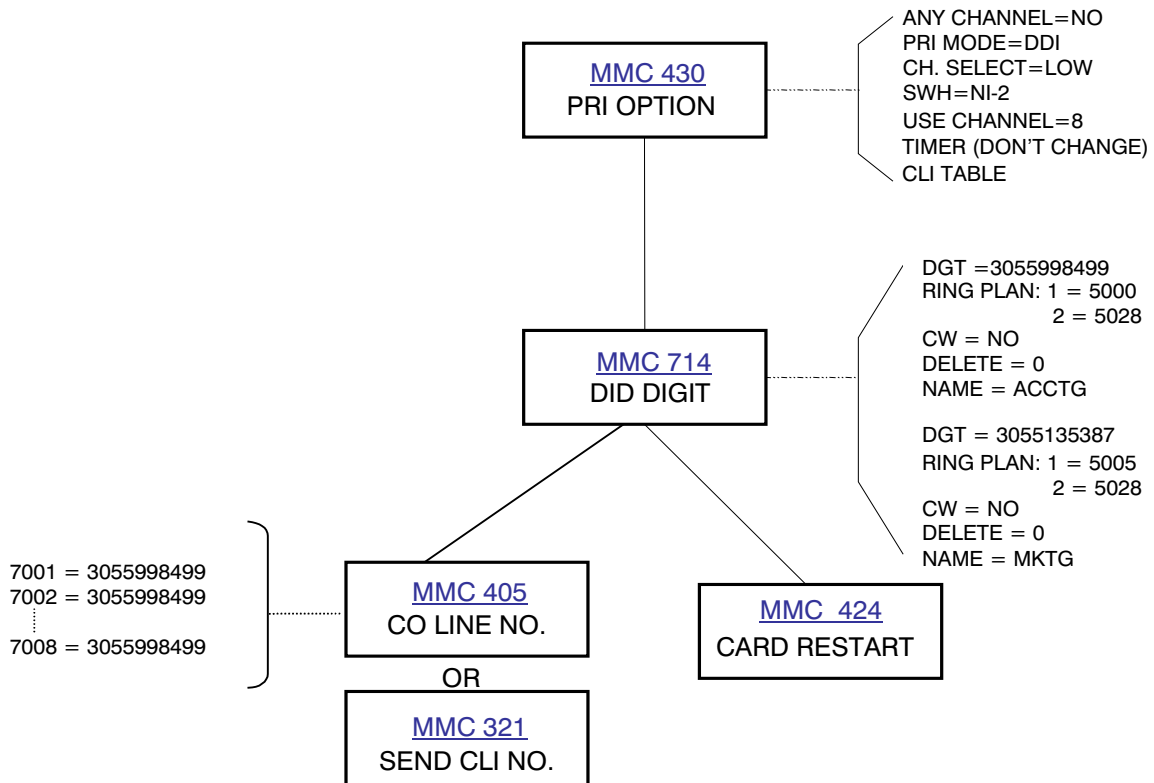 MMC 430
PRI OPTION
ANY CHANNEL=NO
PRI MODE=DDI
CH. SELECT=LOW
SWH=NI-2
USE CHANNEL=8
TIMER (DON'T CHANGE)
CLI TABLE
MMC 714
DID DIGIT
DGT =3055998499
RING PLAN: 1 = 5000
2 = 5028
CW = NO
DELETE = 0
NAME = ACCTG
DGT = 3055135387
RING PLAN: 1 = 5005
2 = 5028
CW = NO
DELETE = 0
NAME = MKTG
7001 = 3055998499
7002 = 3055998499
7008 = 3055998499
MMC 405
CO LINE NO.
OR
MMC 321
SEND CLI NO.
MMC 424
CARD RESTART